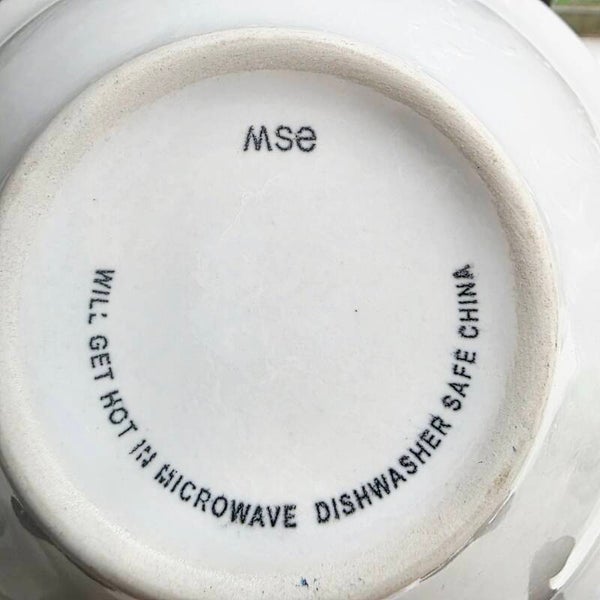 mse
WILL GET HOT IN MICROWAVE DISHWASHER SAFE CHINA